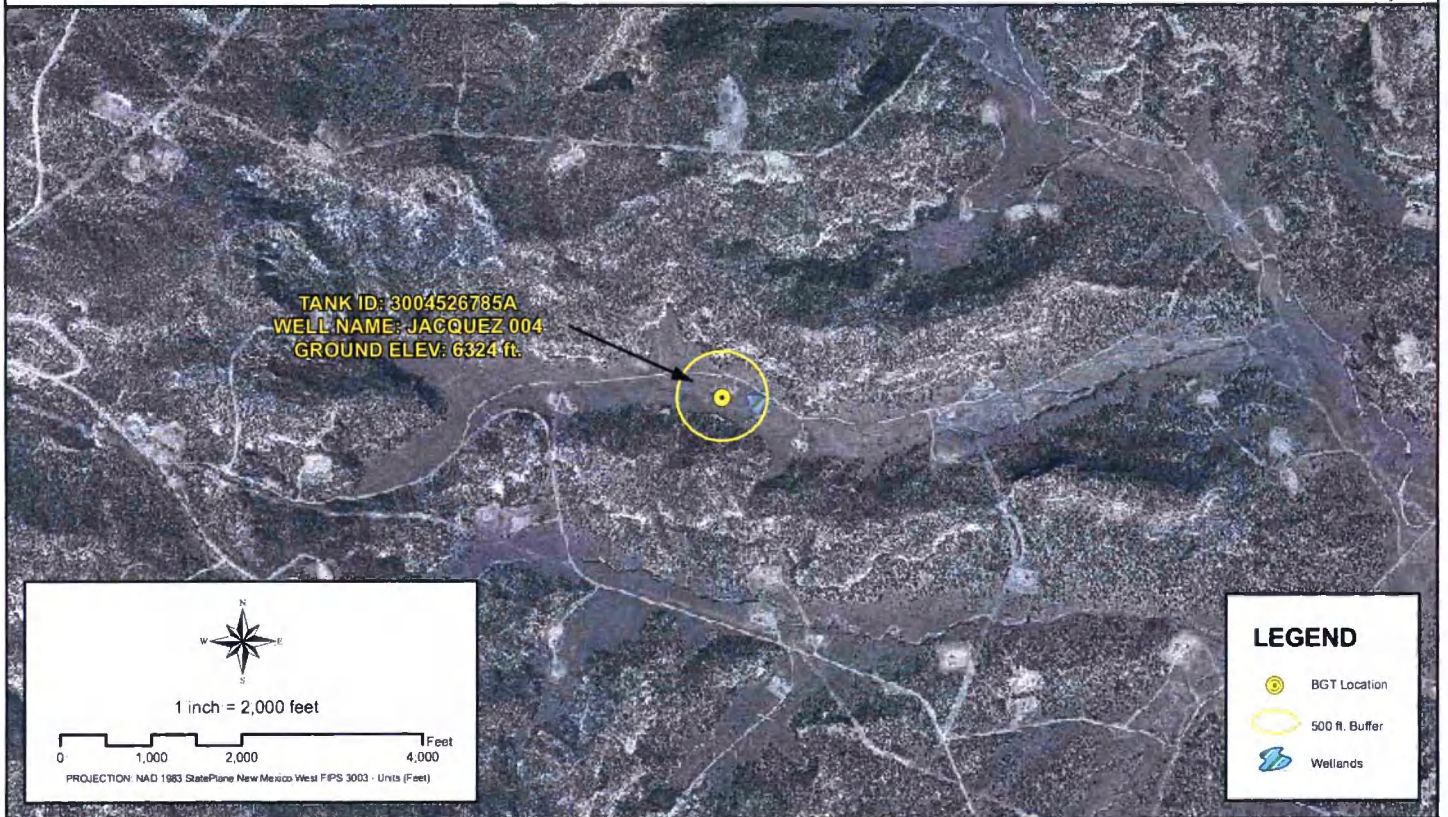 TANK ID: 3004526785A
WELL NAME: JACQUEZ 004
GROUND ELEV: 6324 ft.
N
W E
S
1 inch = 2,000 feet
Feet
0 1,000 2,000 4,000
PROJECTION: NAD 1983 StatePlane New Mexico West FIPS 3003 - Units (Feet)
LEGEND
BGT Location
500 ft. Buffer
Wetlands